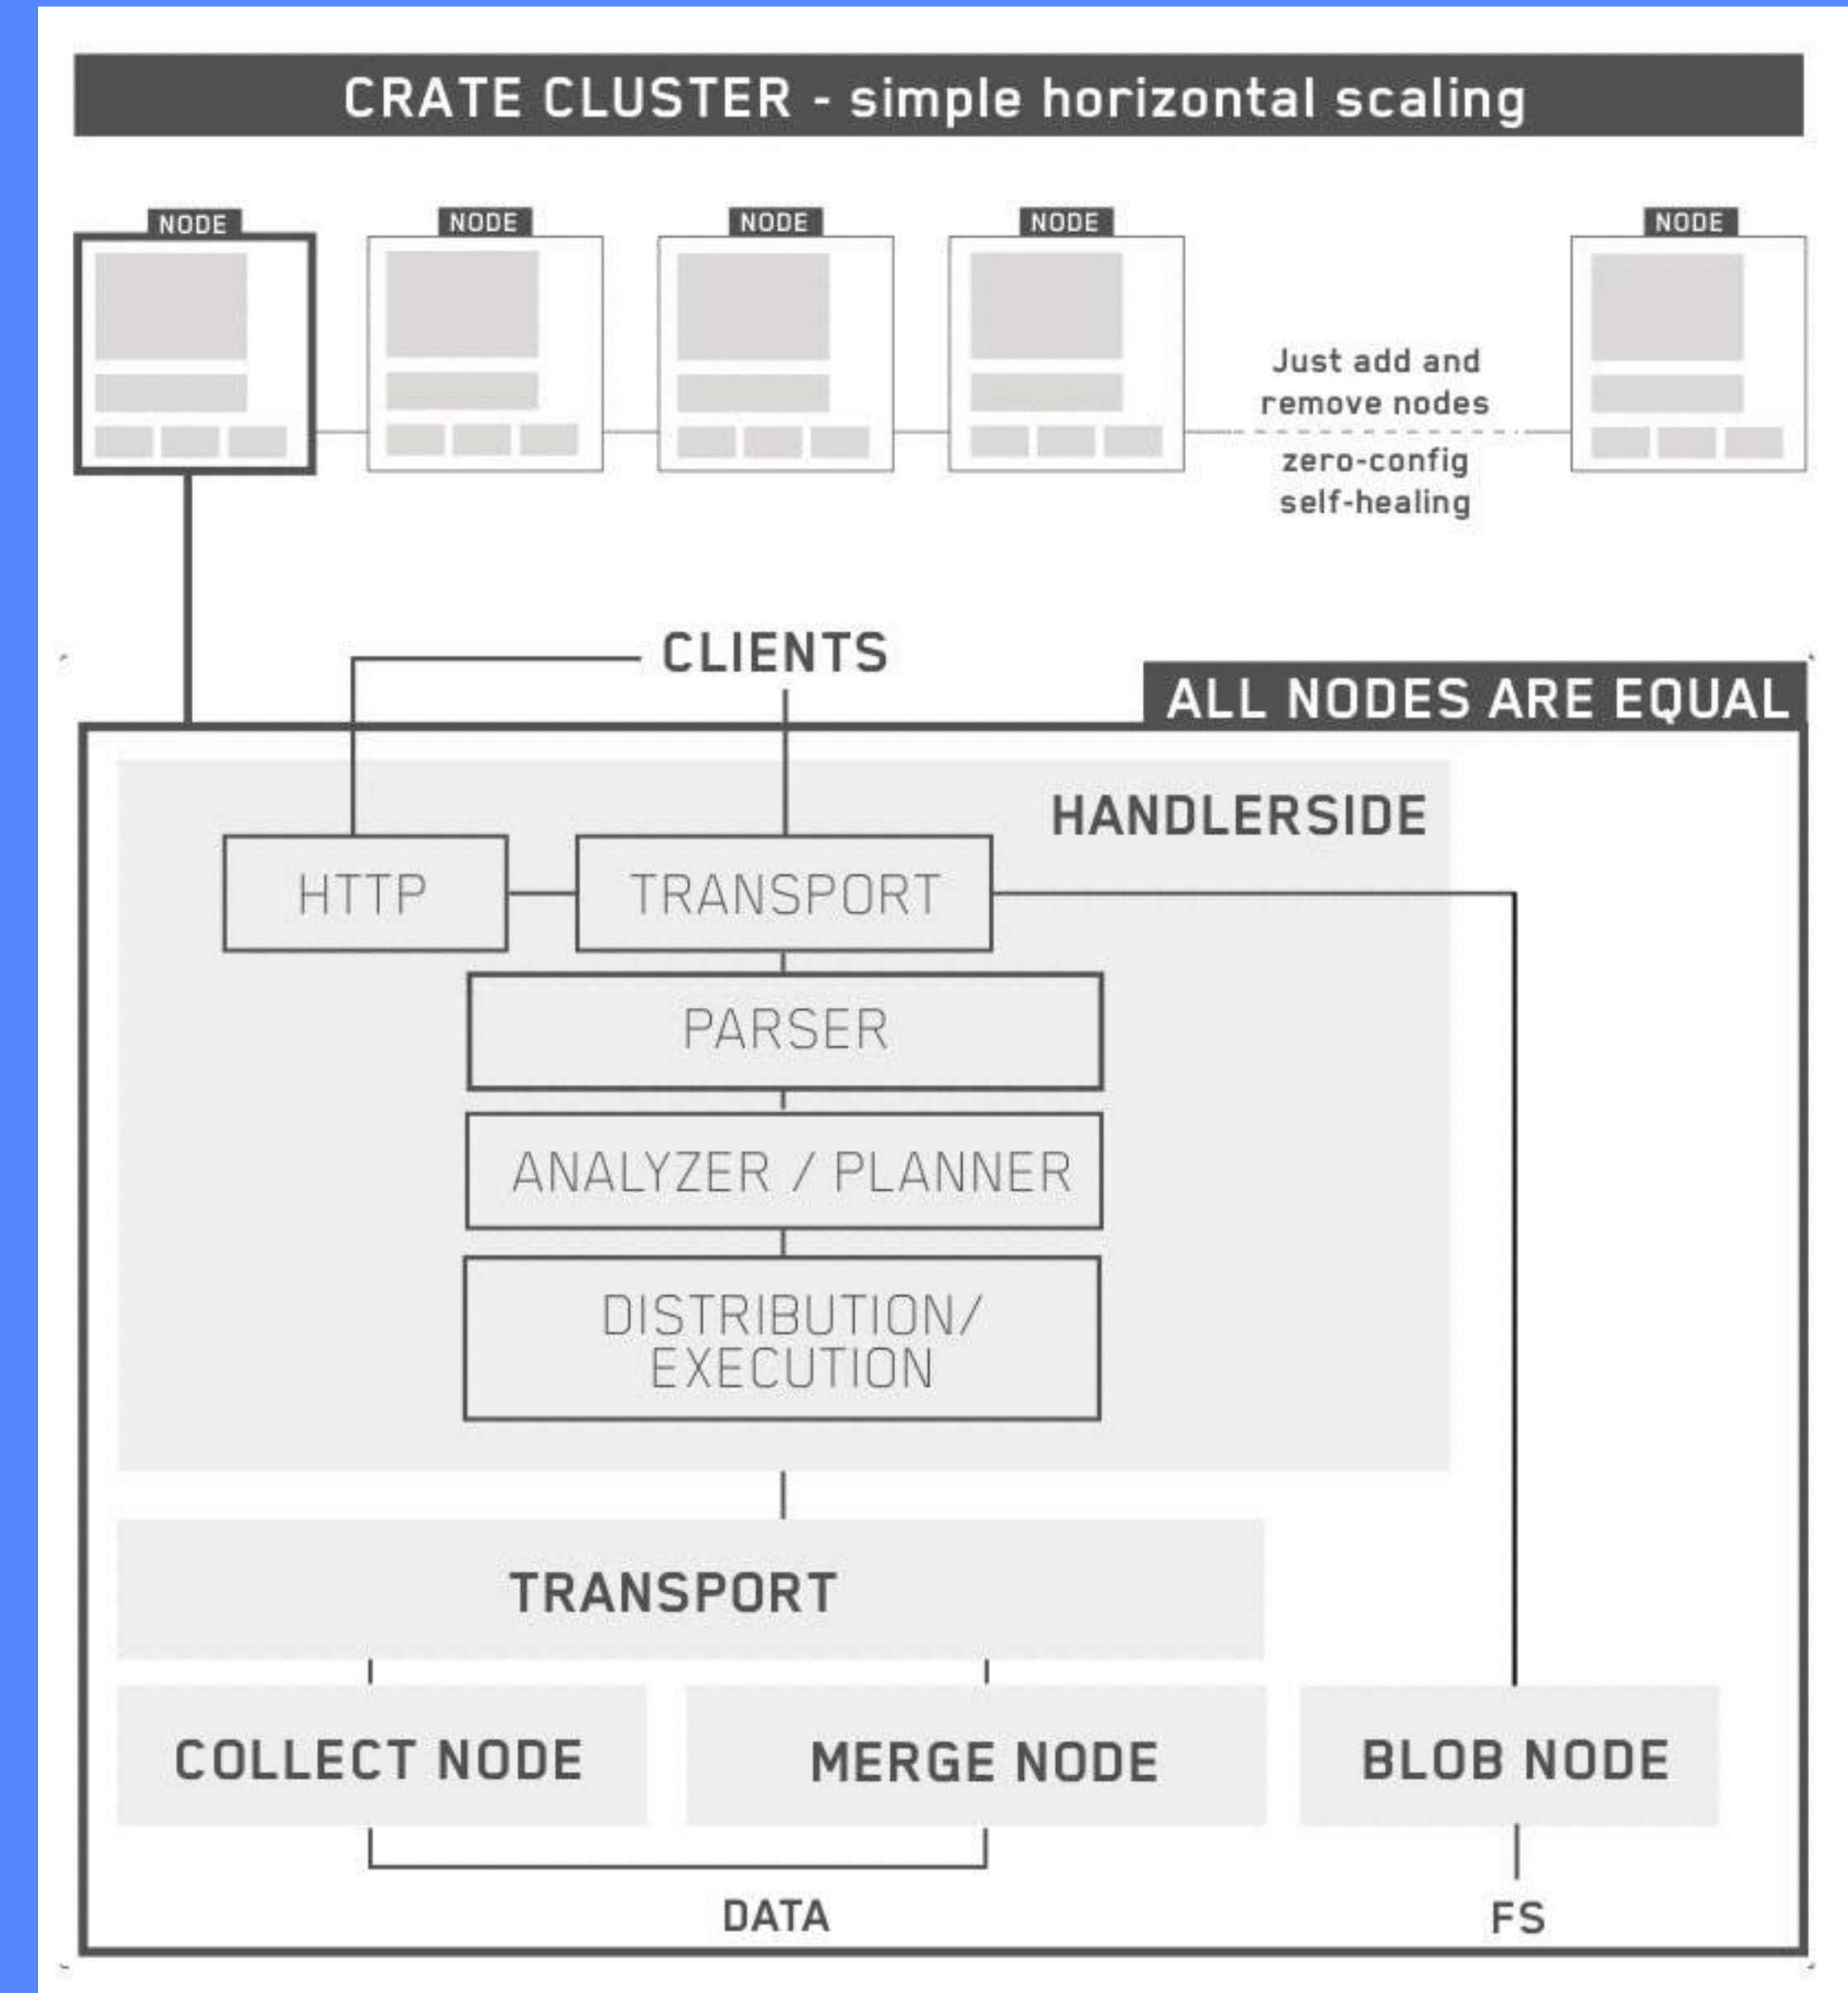 CRATE CLUSTER - simple horizontal scaling
NODE
NODE
NODE
NODE
NODE
Just add and
remove nodes
zero-config
self-healing
CLIENTS
ALL NODES ARE EQUAL
HANDLERSIDE
HTTP
TRANSPORT
PARSER
ANALYZER / PLANNER
DISTRIBUTION/
EXECUTION
TRANSPORT
COLLECT NODE
MERGE NODE
BLOB NODE
DATA
FS